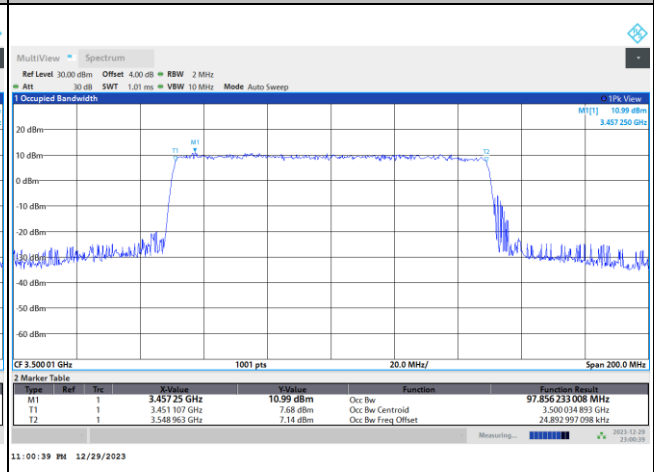 MultiView Spectrum
Ref Level 30.00 dBm Offset 4.00 dB RBW 2 MHz
Att 30 dB SWT 1.01 ms VBW 10 MHz Mode Auto Sweep
1 Occupied Bandwidth 1Pk View
M1[1] 10.99 dBm
3.457 250 GHz
20 dBm
M1
T1 T2
10 dBm
0 dBm
-10 dBm
-20 dBm
-30 dBm
-40 dBm
-50 dBm
-60 dBm
CF 3.500 01 GHz 1001 pts 20.0 MHz/ Span 200.0 MHz
2 Marker Table
Type Ref Trc X-Value Y-Value Function Function Result
M1 1 3.457 25 GHz 10.99 dBm Occ Bw 97.856 233 008 MHz
T1 1 3.451 107 GHz 7.68 dBm Occ Bw Centroid 3.500 034 893 GHz
T2 1 3.548 963 GHz 7.14 dBm Occ Bw Freq Offset 24.892 997 098 kHz
Measuring... 2023-12-29
23:00:39
11:00:39 PM 12/29/2023